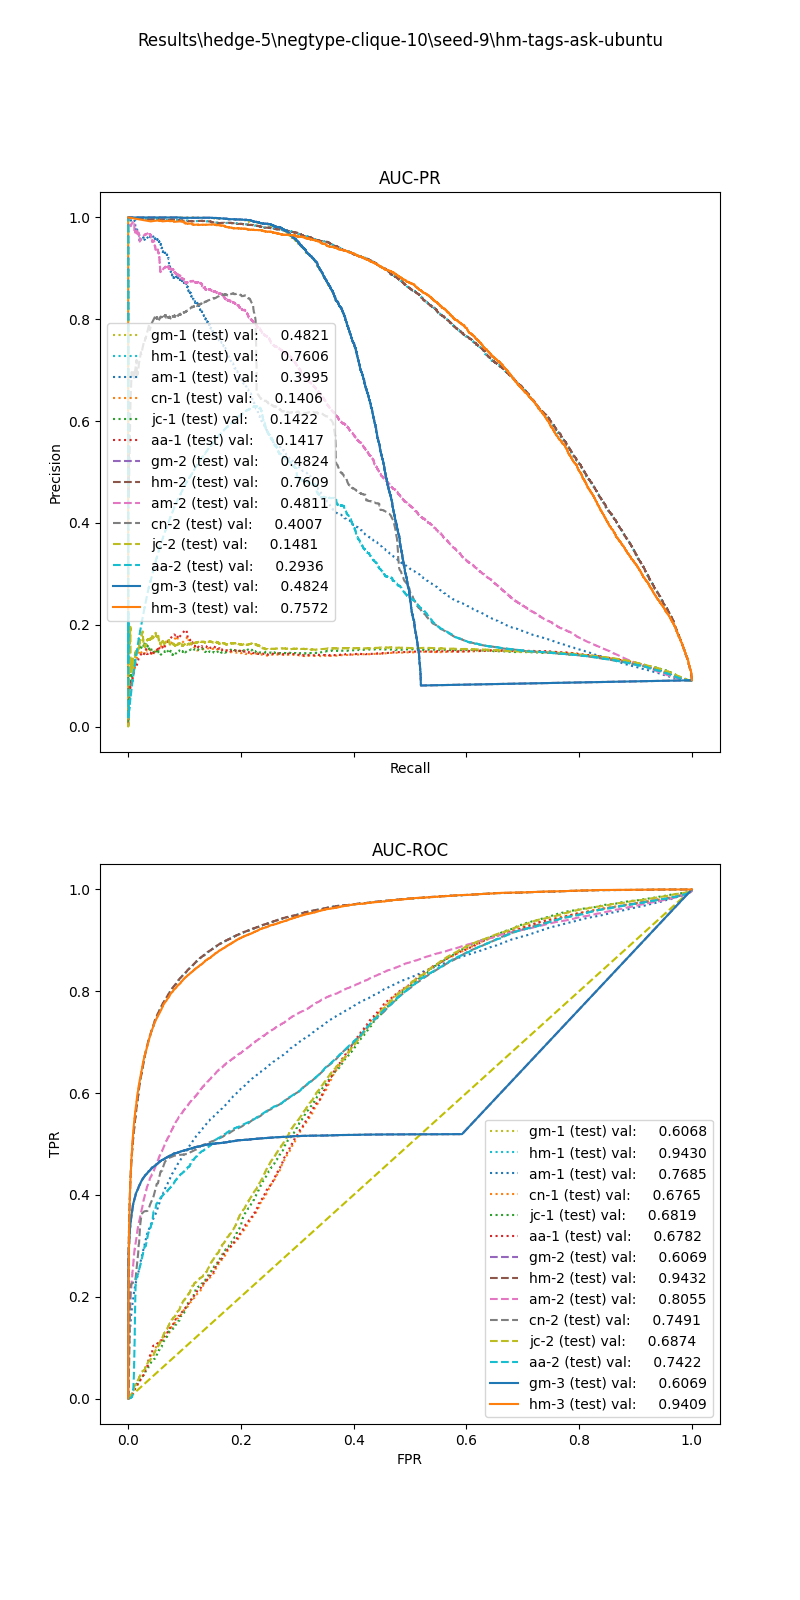 Results\hedge-5\negtype-clique-10\seed-9\hm-tags-ask-ubuntu
AUC-PR
1.0
0.8
0.6
0.4
0.2
0.0
Precision
gm-1 (test) val: 0.4821
hm-1 (test) val: 0.7606
am-1 (test) val: 0.3995
cn-1 (test) val: 0.1406
jc-1 (test) val: 0.1422
aa-1 (test) val: 0.1417
gm-2 (test) val: 0.4824
hm-2 (test) val: 0.7609
am-2 (test) val: 0.4811
cn-2 (test) val: 0.4007
jc-2 (test) val: 0.1481
aa-2 (test) val: 0.2936
gm-3 (test) val: 0.4824
hm-3 (test) val: 0.7572
Recall
AUC-ROC
1.0
0.8
0.6
0.4
0.2
0.0
TPR
gm-1 (test) val: 0.6068
hm-1 (test) val: 0.9430
am-1 (test) val: 0.7685
cn-1 (test) val: 0.6765
jc-1 (test) val: 0.6819
aa-1 (test) val: 0.6782
gm-2 (test) val: 0.6069
hm-2 (test) val: 0.9432
am-2 (test) val: 0.8055
cn-2 (test) val: 0.7491
jc-2 (test) val: 0.6874
aa-2 (test) val: 0.7422
gm-3 (test) val: 0.6069
hm-3 (test) val: 0.9409
0.0 0.2 0.4 0.6 0.8 1.0
FPR